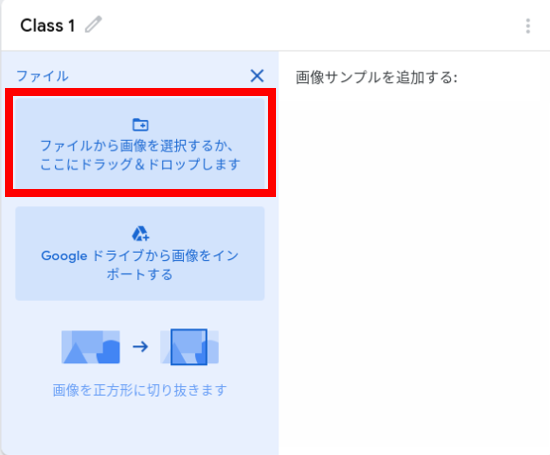 Class 1
ファイル
画像サンプルを追加する:
ファイルから画像を選択するか、
ここにドラッグ＆ドロップします
Google ドライブから画像をイン
ポートする
画像を正方形に切り抜きます